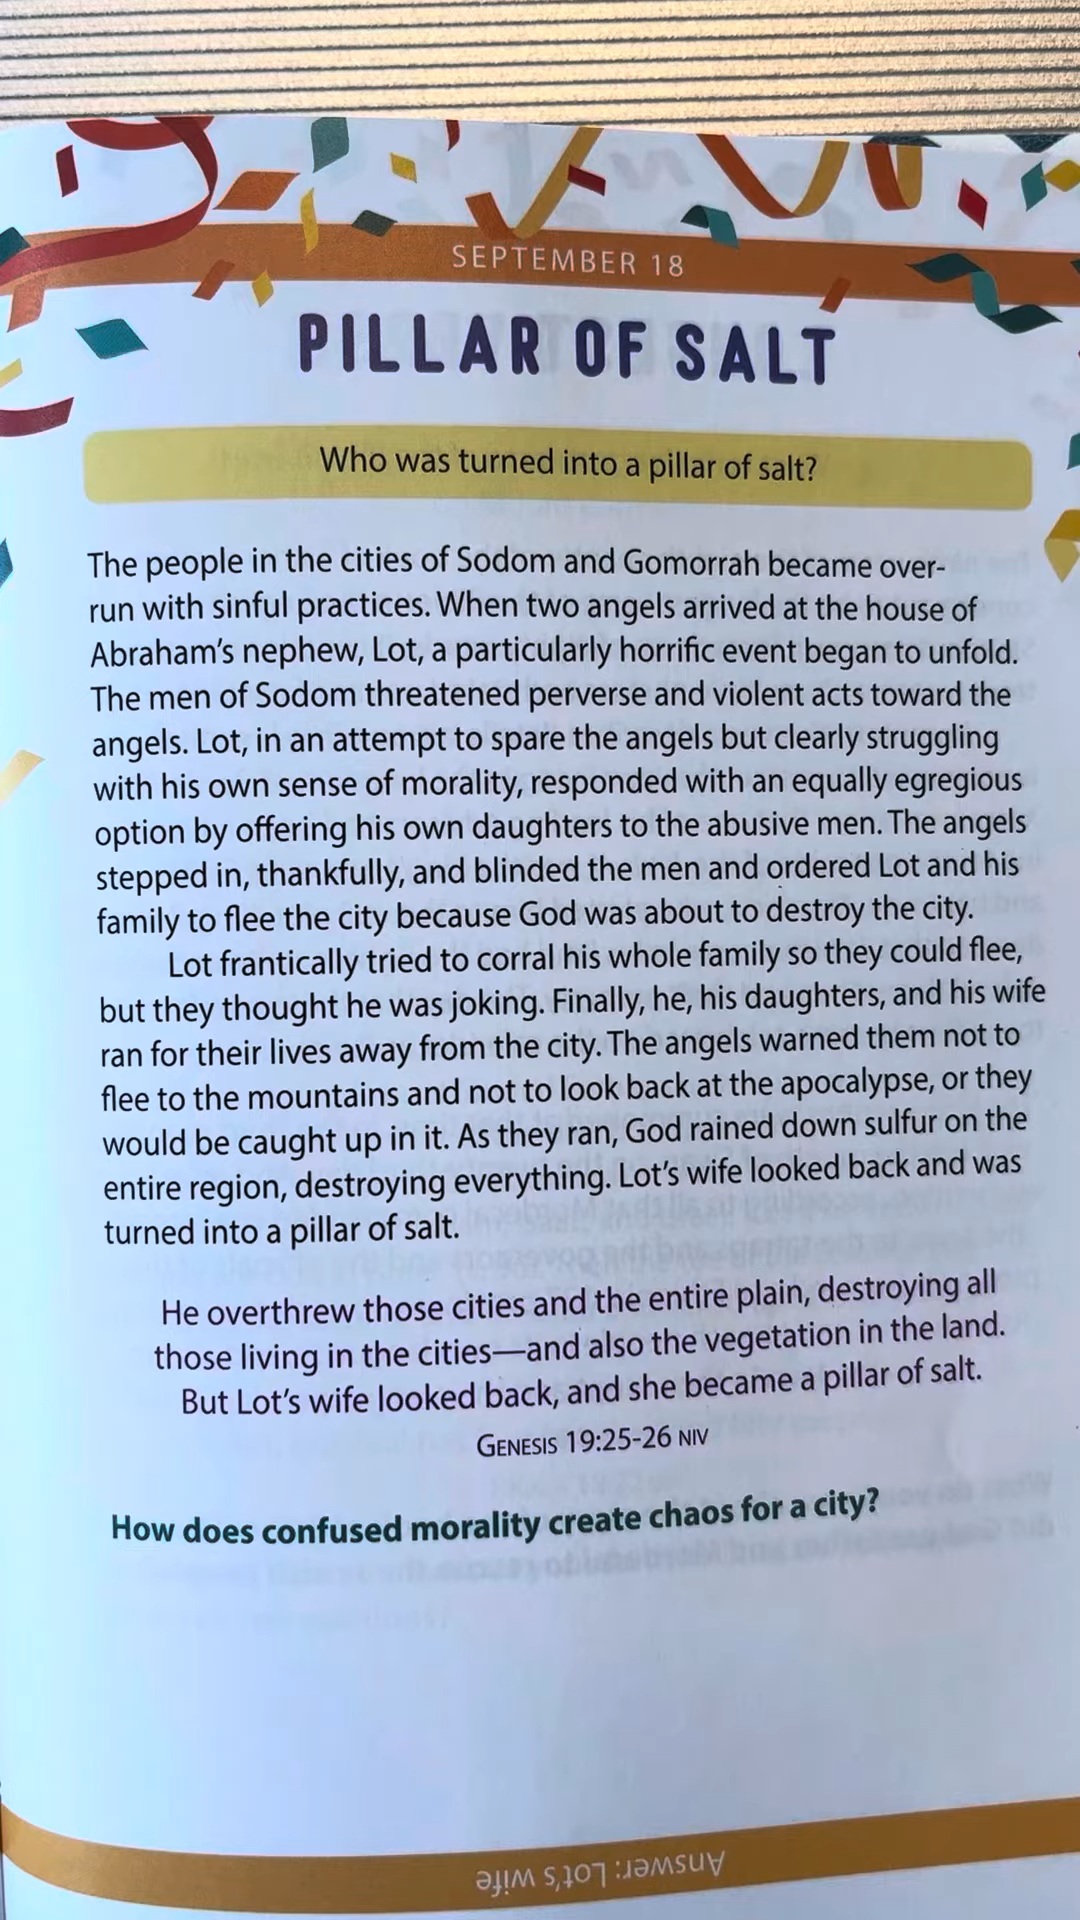 SEPTEMBER 18
PILLAR OF SALT
Who was turned into a pillar of salt?
The people in the cities of Sodom and Gomorrah became over-
run with sinful practices. When two angels arrived at the house of
Abraham's nephew, Lot, a particularly horrific event began to unfold.
The men of Sodom threatened perverse and violent acts toward the
angels. Lot, in an attempt to spare the angels but clearly struggling
with his own sense of morality, responded with an equally egregious
option by offering his own daughters to the abusive men. The angels
stepped in, thankfully, and blinded the men and ordered Lot and his
family to flee the city because God was about to destroy the city.
Lot frantically tried to corral his whole family so they could flee,
but they thought he was joking. Finally, he, his daughters, and his wife
ran for their lives away from the city. The angels warned them not to
flee to the mountains and not to look back at the apocalypse, or they
would be caught up in it. As they ran, God rained down sulfur on the
entire region, destroying everything. Lot's wife looked back and was
turned into a pillar of salt.
He overthrew those cities and the entire plain, destroying all
those living in the cities—and also the vegetation in the land.
But Lot's wife looked back, and she became a pillar of salt.
GENESIS 19:25-26 NIV
How does confused morality create chaos for a city?
Answer: Lot's wife